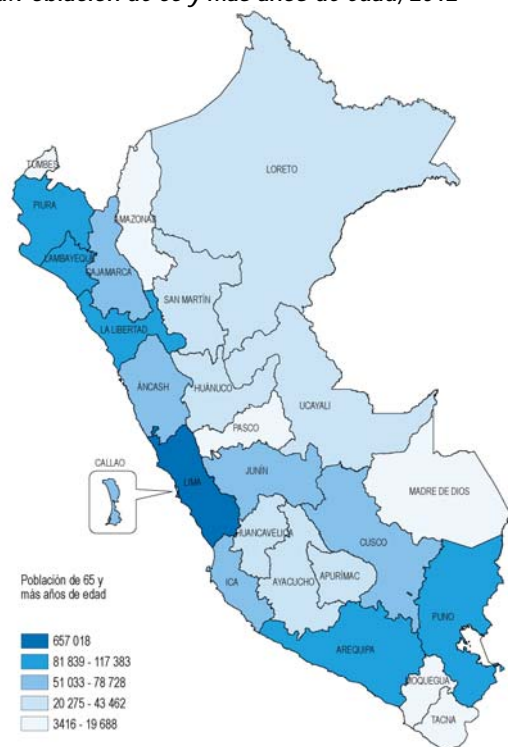 Población de 65 y más años de edad, 2012
TUMBES
PIURA
LORETO
AMAZONAS
LAMBAYEQUE
CAJAMARCA
SAN MARTÍN
LA LIBERTAD
ÁNCASH
HUÁNUCO
UCAYALI
PASCO
CALLAO
LIMA
JUNÍN
MADRE DE DIOS
HUANCAVELICA
CUSCO
ICA
AYACUCHO
APURÍMAC
PUNO
AREQUIPA
MOQUEGUA
TACNA
Población de 65 y
más años de edad
657 018
81 839 - 117 383
51 033 - 78 728
20 275 - 43 462
3416 - 19 688